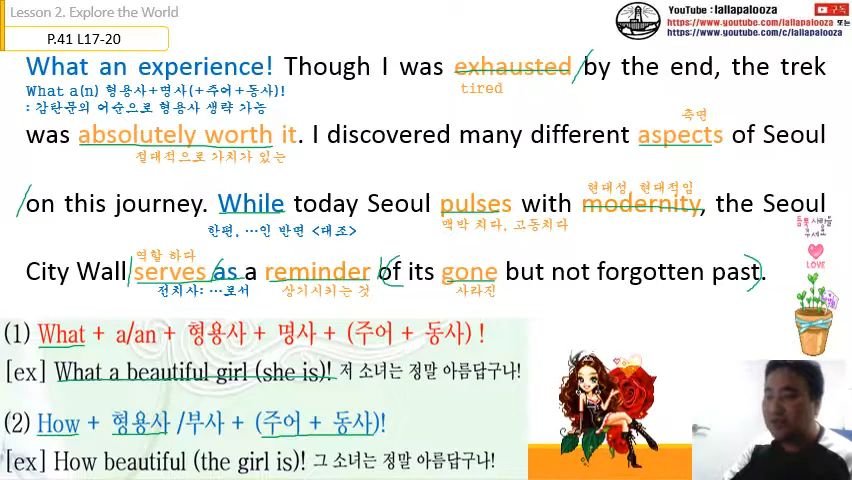 Lesson 2. Explore the World
P.41 L17-20
YouTube : lallapalooza
구독
https://www.youtube.com/lallapalooza 또는
https://www.youtube.com/c/lallapalooza
What an experience! Though I was exhausted by the end, the trek
What a(n) 형용사+명사(+주어+동사)!
tired
: 감탄문의 어순으로 형용사 생략 가능
측면
was absolutely worth it. I discovered many different aspects of Seoul
절대적으로 가치가 있는
현대성, 현대적임
on this journey. While today Seoul pulses with modernity, the Seoul
한편, …인 반면 <대조>
맥박 치다, 고동치다
역할 하다
City Wall serves as a reminder of its gone but not forgotten past.
전치사: …로서
상기시키는 것
사라진
LOVE
(1) What + a/an + 형용사 + 명사 + (주어 + 동사) !
[ex] What a beautiful girl (she is)! 저 소녀는 정말 아름답구나!
(2) How + 형용사 /부사 + (주어 + 동사)!
[ex] How beautiful (the girl is)! 그 소녀는 정말 아름답구나!